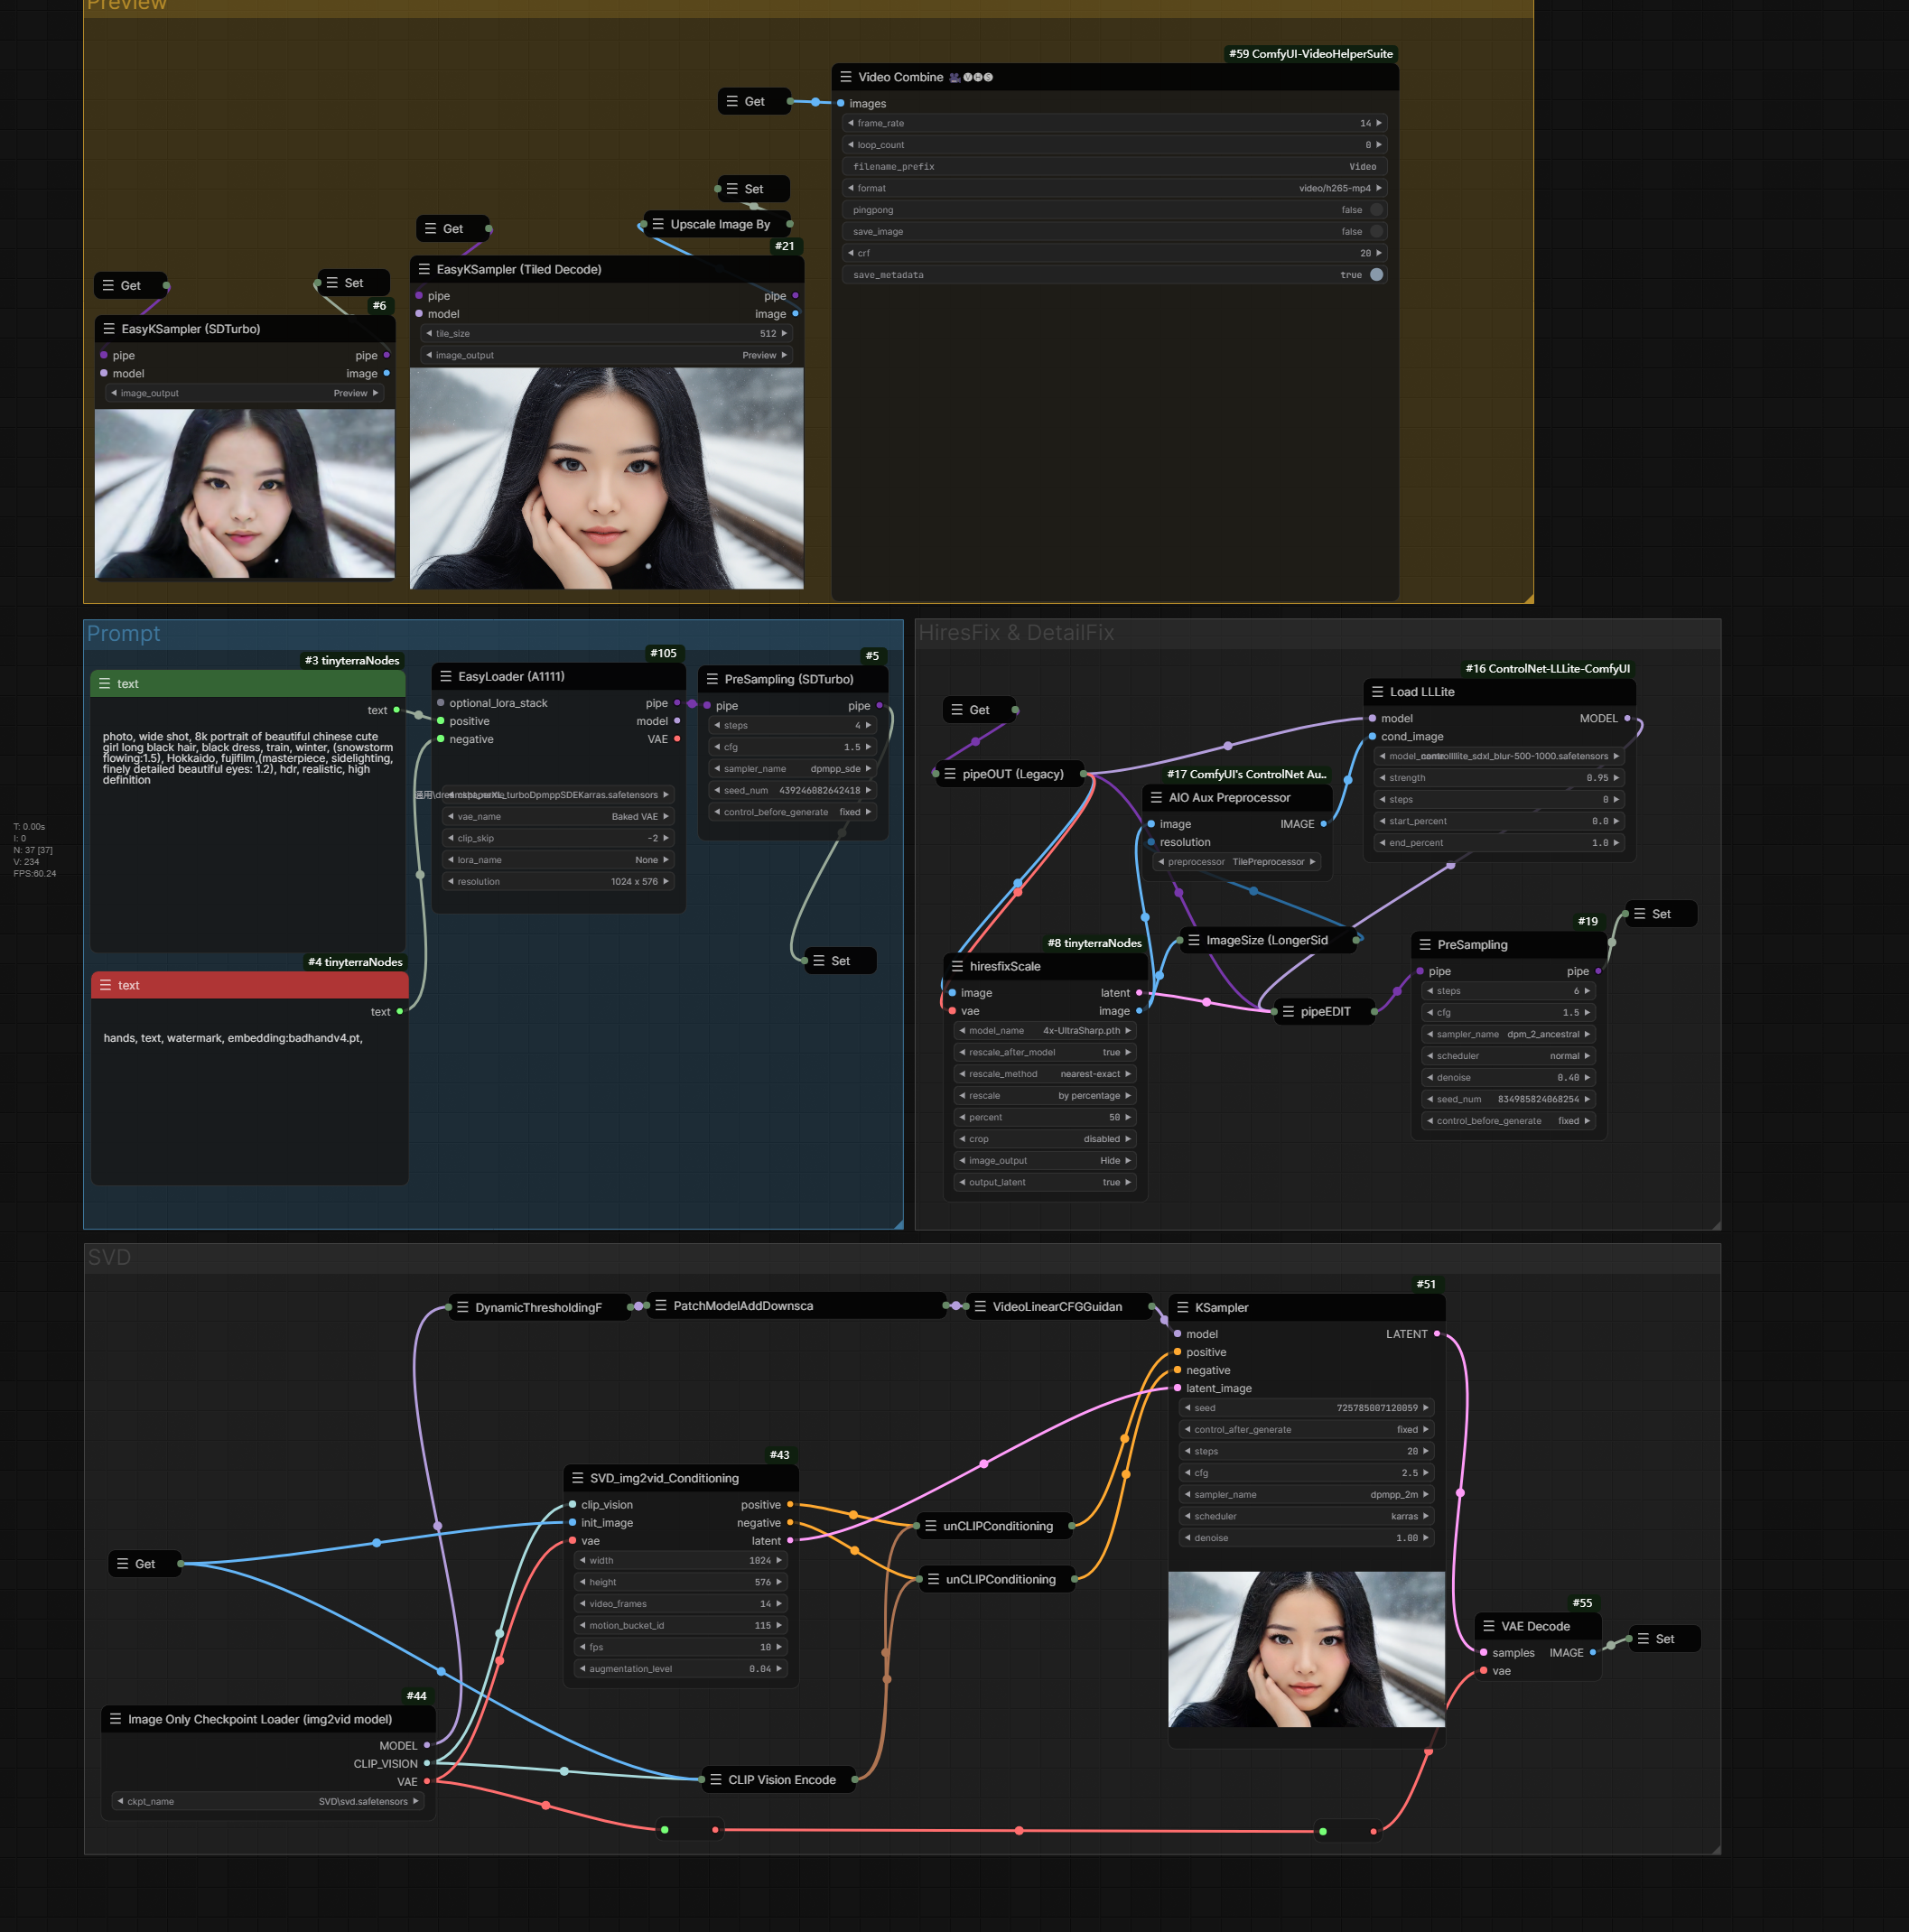 Preview
#59 ComfyUI-VideoHelperSuite
Video Combine 🎥🅥🅗🅢
Get
images
frame_rate 14
loop_count 0
filename_prefix Video
format video/h265-mp4
pingpong false
save_image false
crf 20
save_metadata true
Set
Upscale Image By
#21
Get
EasyKSampler (Tiled Decode)
pipe pipe
model image
tile_size 512
image_output Preview
Get
Set
#6
EasyKSampler (SDTurbo)
pipe pipe
model image
image_output Preview
Prompt
#3 tinyterraNodes
text
text
photo, wide shot, 8k portrait of beautiful chinese cute
girl long black hair, black dress, train, winter, (snowstorm
flowing:1.5), Hokkaido, fujifilm,(masterpiece, sidelighting,
finely detailed beautiful eyes: 1.2), hdr, realistic, high
definition
#4 tinyterraNodes
text
text
hands, text, watermark, embedding:badhandv4.pt,
#105
EasyLoader (A1111)
optional_lora_stack pipe
positive model
negative VAE
turboDpmppSDEKarras.safetensors
vae_name Baked VAE
clip_skip -2
lora_name None
resolution 1024 x 576
#5
PreSampling (SDTurbo)
pipe pipe
steps 4
cfg 1.5
sampler_name dpmpp_sde
seed_num 439246082642418
control_before_generate fixed
Set
T: 0.00s
I: 0
N: 37 [37]
V: 234
FPS:60.24
HiresFix & DetailFix
Get
pipeOUT (Legacy)
#16 ControlNet-LLLite-ComfyUI
Load LLLite
model MODEL
cond_image
controlllite_sdxl_blur-500-1000.safetensors
strength 0.95
steps 0
start_percent 0.0
end_percent 1.0
#17 ComfyUI's ControlNet Au..
AIO Aux Preprocessor
image IMAGE
resolution
preprocessor TilePreprocessor
ImageSize (LongerSid
#8 tinyterraNodes
hiresfixScale
image latent
vae image
model_name 4x-UltraSharp.pth
rescale_after_model true
rescale_method nearest-exact
rescale by percentage
percent 50
crop disabled
image_output Hide
output_latent true
pipeEDIT
#19
PreSampling
pipe pipe
steps 6
cfg 1.5
sampler_name dpm_2_ancestral
scheduler normal
denoise 0.40
seed_num 834985824068254
control_before_generate fixed
Set
SVD
DynamicThresholdingF
PatchModelAddDownsca
VideoLinearCFGGuidan
#51
KSampler
model LATENT
positive
negative
latent_image
seed 725785007120059
control_after_generate fixed
steps 20
cfg 2.5
sampler_name dpmpp_2m
scheduler karras
denoise 1.00
#43
SVD_img2vid_Conditioning
clip_vision positive
init_image negative
vae latent
width 1024
height 576
video_frames 14
motion_bucket_id 115
fps 10
augmentation_level 0.04
unCLIPConditioning
unCLIPConditioning
Get
#44
Image Only Checkpoint Loader (img2vid model)
MODEL
CLIP_VISION
VAE
ckpt_name SVD\svd.safetensors
CLIP Vision Encode
#55
VAE Decode
samples IMAGE
vae
Set